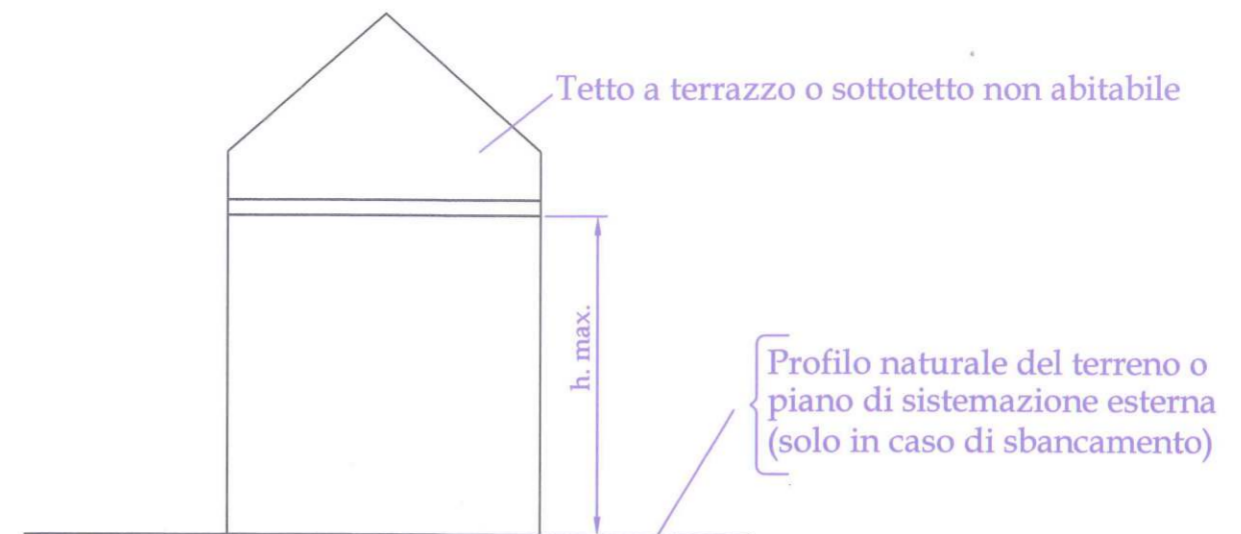 Tetto a terrazzo o sottotetto non abitabile
h. max.
Profilo naturale del terreno o
piano di sistemazione esterna
(solo in caso di sbancamento)